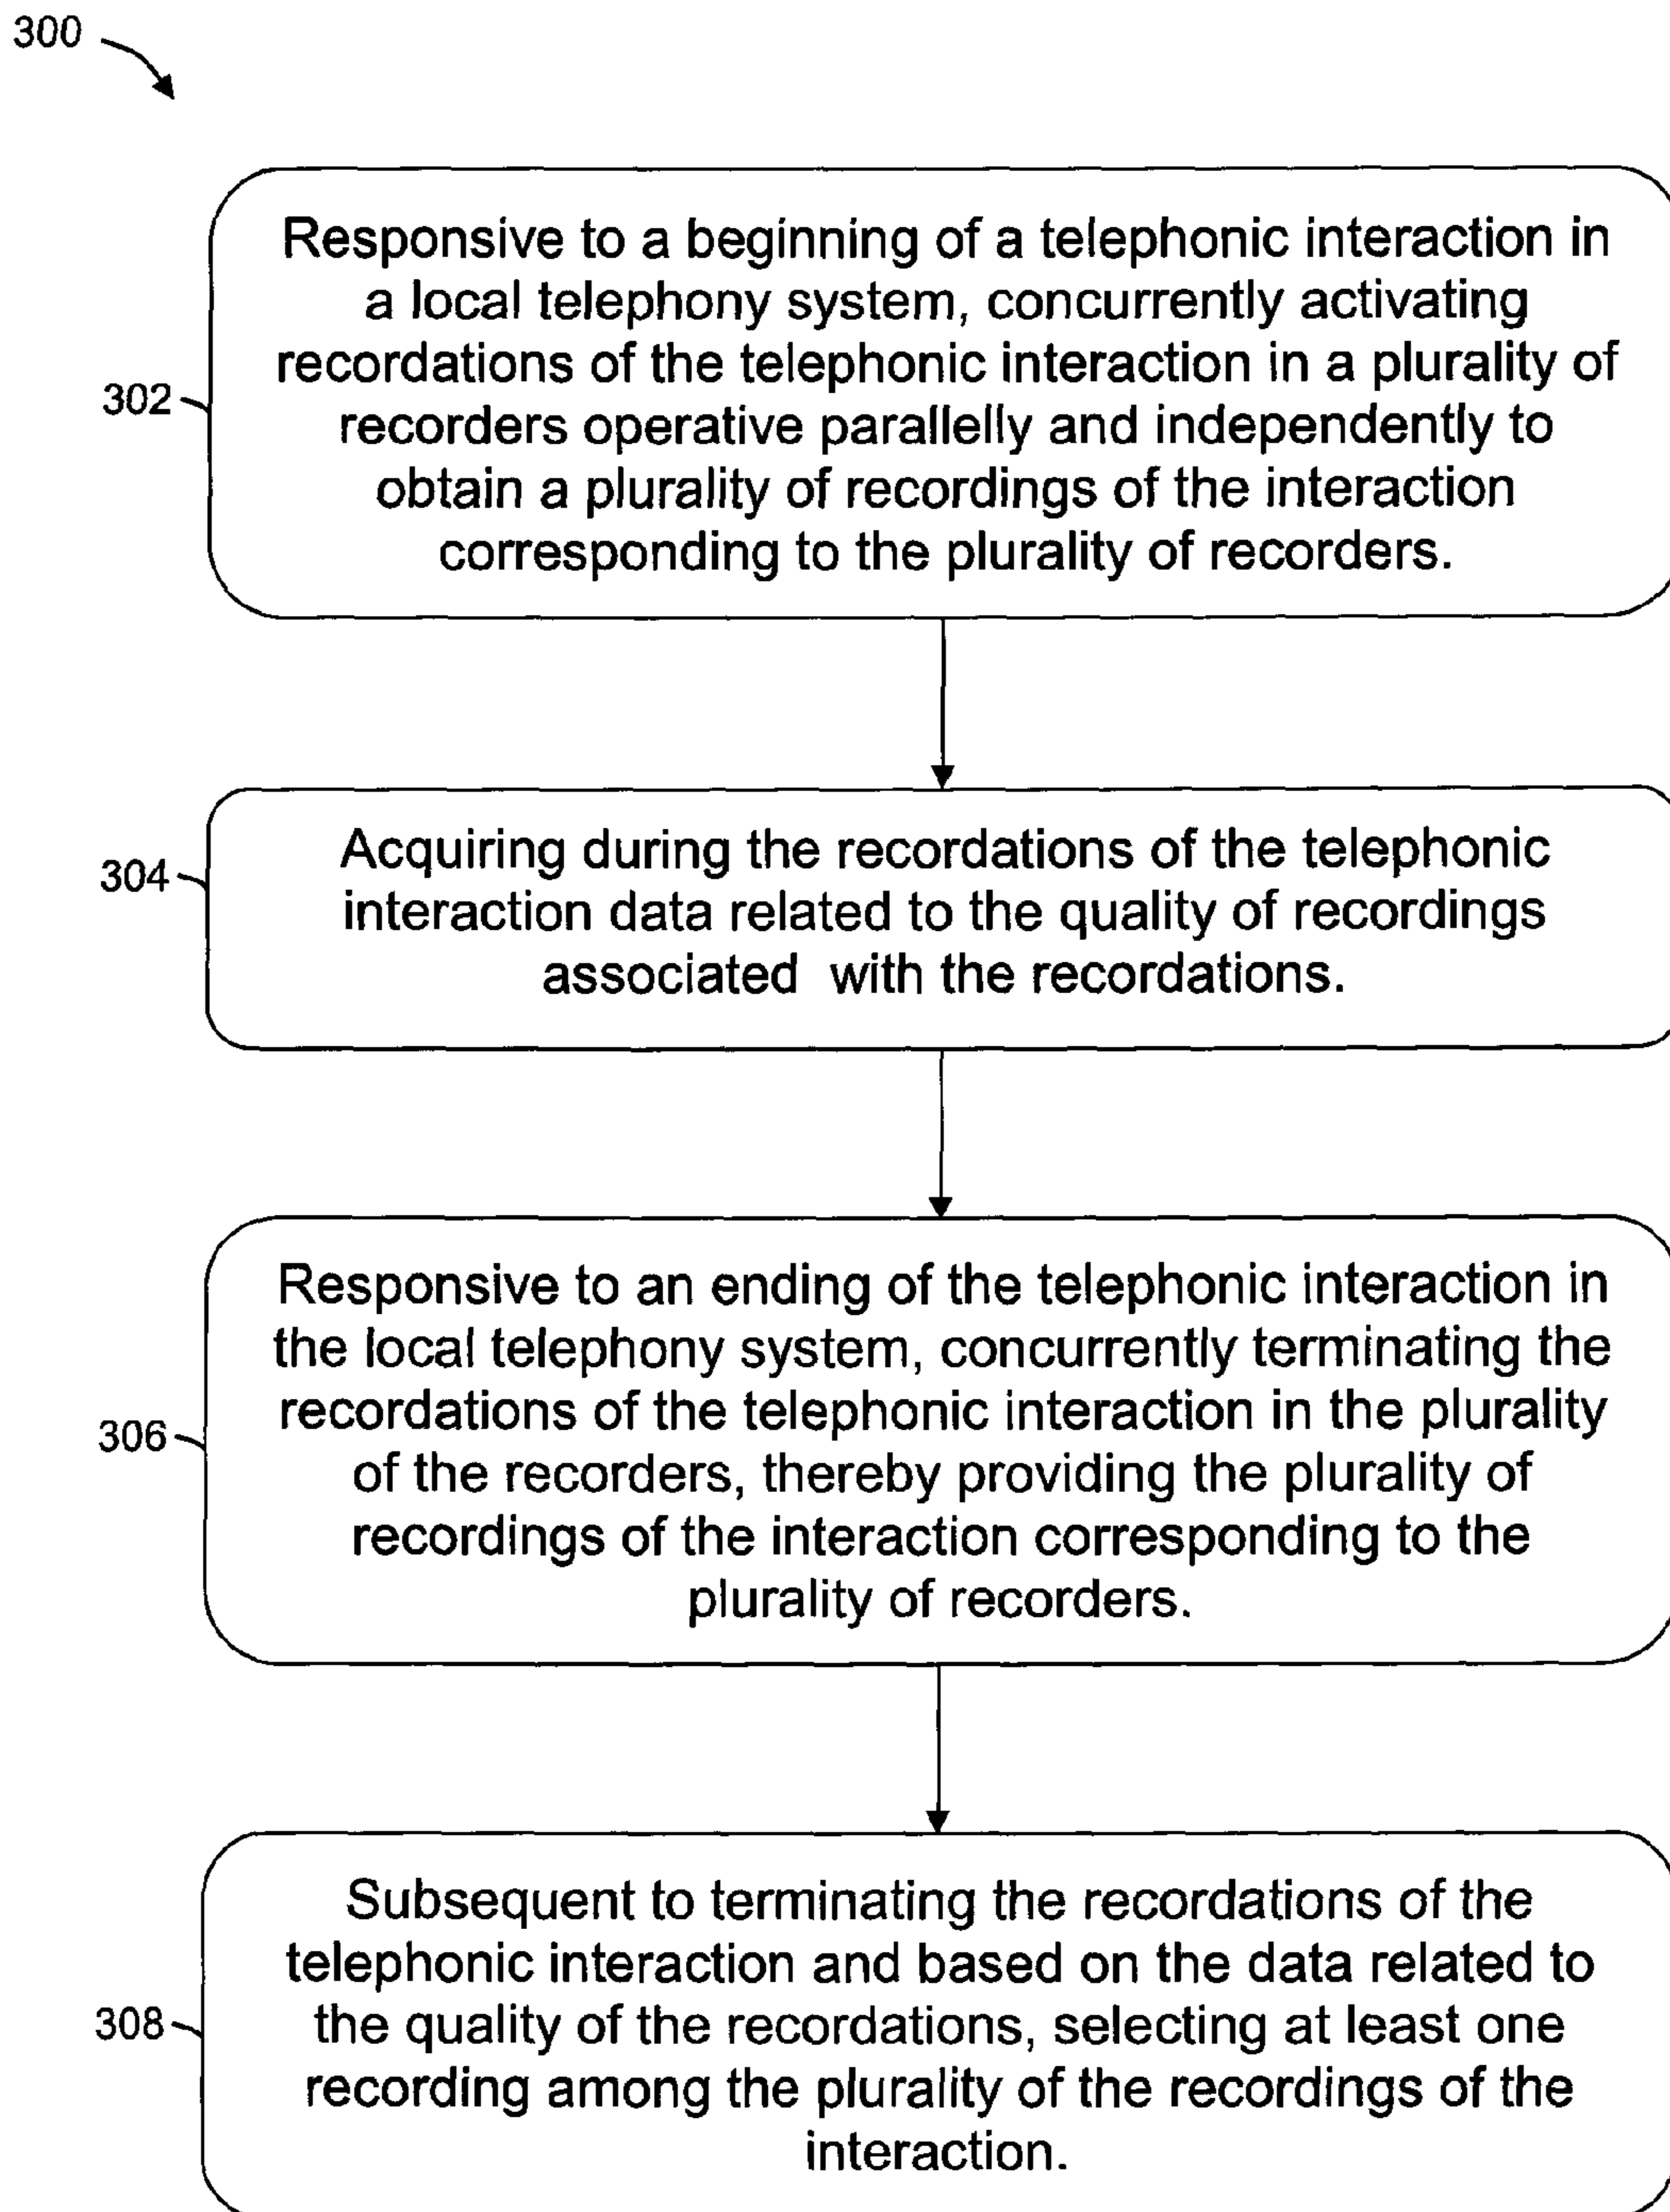 300
Responsive to a beginning of a telephonic interaction in
a local telephony system, concurrently activating
recordations of the telephonic interaction in a plurality of
302
recorders operative parallelly and independently to
obtain a plurality of recordings of the interaction
corresponding to the plurality of recorders.
Acquiring during the recordations of the telephonic
304
interaction data related to the quality of recordings
associated with the recordations.
Responsive to an ending of the telephonic interaction in
the local telephony system, concurrently terminating the
recordations of the telephonic interaction in the plurality
306
of the recorders, thereby providing the plurality of
recordings of the interaction corresponding to the
plurality of recorders.
Subsequent to terminating the recordations of the
telephonic interaction and based on the data related to
308
the quality of the recordations, selecting at least one
recording among the plurality of the recordings of the
interaction.